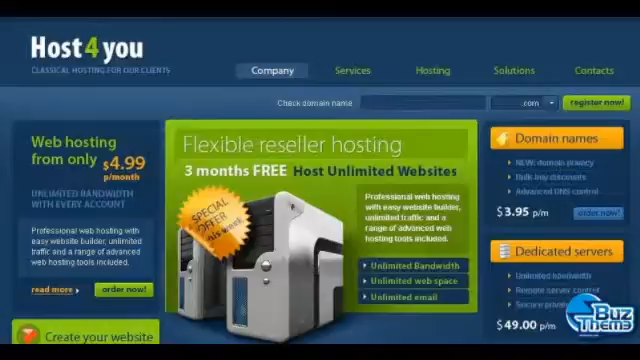 Host4you
CLASSICAL HOSTING FOR OUR CLIENTS
Company
Services
Hosting
Solutions
Contacts
Check domain name
.com
register now!
Web hosting
from only
$4.99
p/month
UNLIMITED BANDWIDTH
WITH EVERY ACCOUNT
Professional web hosting
with easy website builder,
unlimited traffic and a
range of advanced web
hosting tools included.
read more
order now!
Create your website
Flexible reseller hosting
3 months FREE Host Unlimited Websites
SPECIAL
OFFER
this week
Professional web hosting
with easy website builder,
unlimited traffic and a
range of advanced web
hosting tools included.
Unlimited Bandwidth
Unlimited web space
Unlimited email
Domain names
NEW: domain privacy
Bulk buy discounts
Advanced DNS control
$3.95 p/m
order now!
Dedicated servers
Unlimited bandwidth
Remote server control
Secure
$49.00 p/m
Buz
Them3